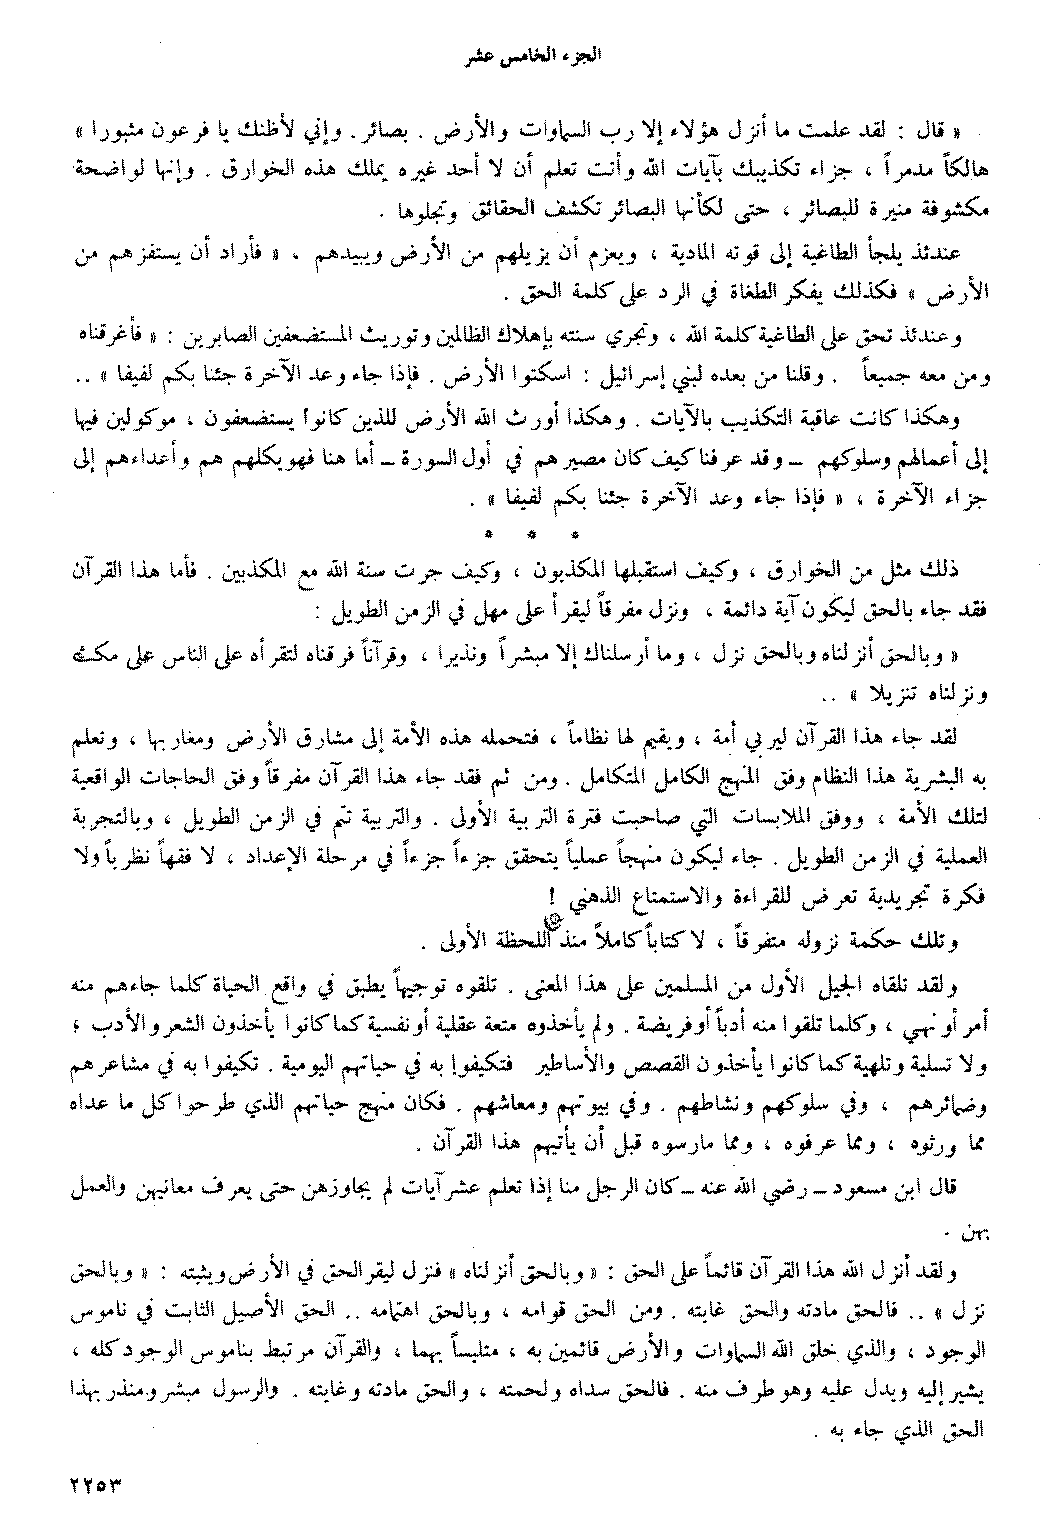 الجزء الخامس عشر
« قال : لقد علمت ما أنزل هؤلاء إلا رب السماوات والأرض . بصائر . وإني لأظنك يا فرعون مثبورا »
هالكاً مدمراً ، جزاء تكذيبك بآيات الله وأنت تعلم أن لا أحد غيره يملك هذه الخوارق . وإنها لواضحة
مكشوفة منيرة للبصائر ، حتى لكأنها البصائر تكشف الحقائق وتجلوها .
عندئذ يلجأ الطاغية إلى قوته المادية ، ويعزم أن يزيلهم من الأرض ويبيدهم ، « فأراد أن يستفزهم من
الأرض » فكذلك يفكر الطغاة في الرد على كلمة الحق .
وعندئذ تحق على الطاغية كلمة الله ، وتجري سنته بإهلاك الظالمين وتوريث المستضعفين الصابرين : « فأغرقناه
ومن معه جميعاً . وقلنا من بعده لبني إسرائيل : اسكنوا الأرض . فإذا جاء وعد الآخرة جئنا بكم لفيفا » ..
وهكذا كانت عاقبة التكذيب بالآيات . وهكذا أورث الله الأرض للذين كانوا يستضعفون ، موكولين فيها
إلى أعمالهم وسلوكهم – وقد عرفنا كيف كان مصيرهم في أول السورة – أما هنا فهو يكلهم هم وأعداءهم إلى
جزاء الآخرة ، « فإذا جاء وعد الآخرة جئنا بكم لفيفا » .
* * *
ذلك مثل من الخوارق ، وكيف استقبلها المكذبون ، وكيف جرت سنة الله مع المكذبين . فأما هذا القرآن
فقد جاء بالحق ليكون آية دائمة ، ونزل مفرقاً ليقرأ على مهل في الزمن الطويل :
« وبالحق أنزلناه وبالحق نزل ، وما أرسلناك إلا مبشراً ونذيرا ، وقرآناً فرقناه لتقرأه على الناس على مكث
ونزلناه تنزيلا » ..
لقد جاء هذا القرآن ليربي أمة ، ويقيم لها نظاماً ، فتحمله هذه الأمة إلى مشارق الأرض ومغاربها ، وتعلم
به البشرية هذا النظام وفق المنهج الكامل المتكامل . ومن ثم فقد جاء هذا القرآن مفرقاً وفق الحاجات الواقعية
لتلك الأمة ، ووفق الملابسات التي صاحبت فترة التربية الأولى . والتربية تتم في الزمن الطويل ، وبالتجربة
العملية في الزمن الطويل . جاء ليكون منهجاً عملياً يتحقق جزءاً جزءاً في مرحلة الإعداد ، لا فقهاً نظرياً ولا
فكرة تجريدية تعرض للقراءة والاستمتاع الذهني !
وتلك حكمة نزوله متفرقاً ، لا كتاباً كاملاً منذ اللحظة الأولى .
ولقد تلقاه الجيل الأول من المسلمين على هذا المعنى . تلقوه توجيهاً يطبق في واقع الحياة كلما جاءهم منه
أمر أو نهي ، وكلما تلقوا منه أدباً أو فريضة . ولم يأخذوه متعة عقلية أو نفسية كما كانوا يأخذون الشعر والأدب ؛
ولا تسلية وتلهية كما كانوا يأخذون القصص والأساطير فتكيفوا به في حياتهم اليومية . تكيفوا به في مشاعرهم
وضمائرهم ، وفي سلوكهم ونشاطهم . وفي بيوتهم ومعاشهم . فكان منهج حياتهم الذي طرحوا كل ما عداه
مما ورثوه ، ومما عرفوه ، ومما مارسوه قبل أن يأتيهم هذا القرآن .
قال ابن مسعود – رضي الله عنه – كان الرجل منا إذا تعلم عشر آيات لم يجاوزهن حتى يعرف معانيهن والعمل
بهن .
ولقد أنزل الله هذا القرآن قائماً على الحق : « وبالحق أنزلناه » فنزل ليقر الحق في الأرض ويثبته : « وبالحق
نزل » .. فالحق مادته والحق غايته . ومن الحق قوامه ، وبالحق اهتمامه .. الحق الأصيل الثابت في ناموس
الوجود ، والذي خلق الله السماوات والأرض قائمين به ، متلبساً بهما ، والقرآن مرتبط بناموس الوجود كله ،
يشير إليه ويدل عليه وهو طرف منه . فالحق سداه ولحمته ، والحق مادته وغايته . والرسول مبشر ومنذر بهذا
الحق الذي جاء به .
٢٢٥٣